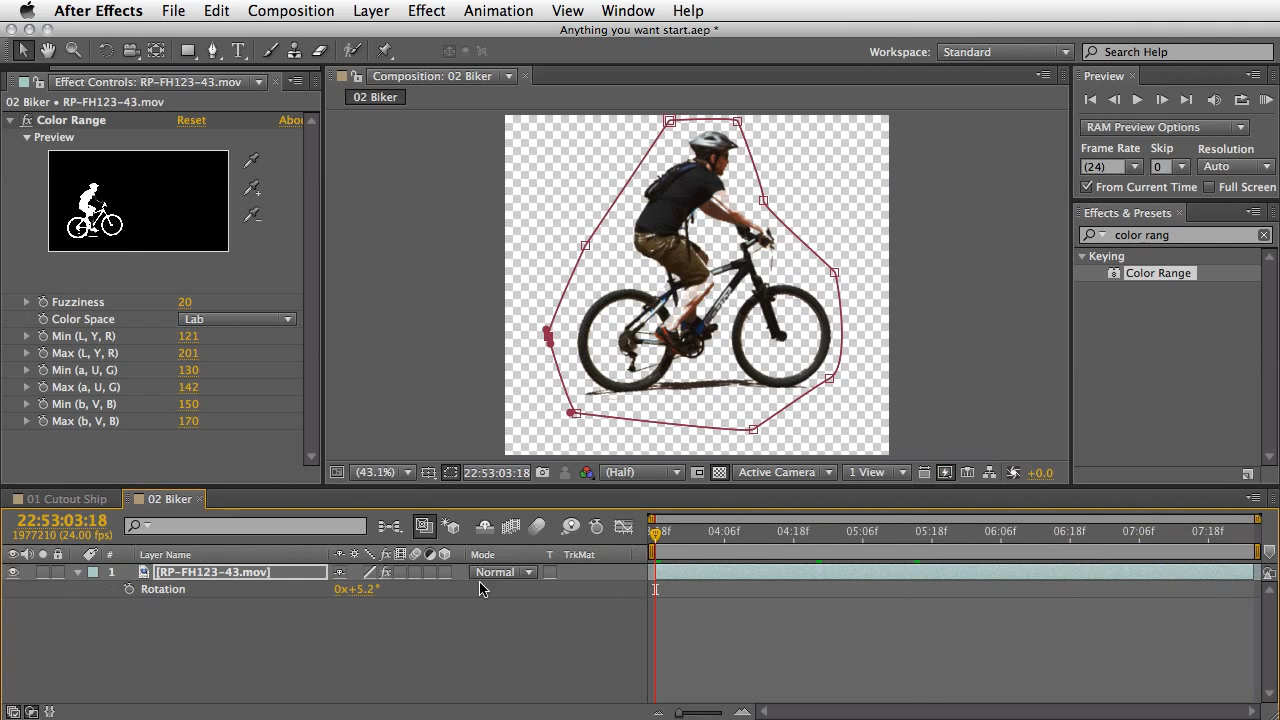 After Effects File Edit Composition Layer Effect Animation View Window Help
Anything you want start.aep *
Workspace: Standard Search Help
Effect Controls: RP-FH123-43.mov
02 Biker • RP-FH123-43.mov
Color Range Reset Abou
Preview
Fuzziness 20
Color Space Lab
Min (L, Y, R) 121
Max (L, Y, R) 201
Min (a, U, G) 130
Max (a, U, G) 142
Min (b, V, B) 150
Max (b, V, B) 170
Composition: 02 Biker
02 Biker
(43.1%) 22:53:03:18 (Half) Active Camera 1 View +0.0
Preview
RAM Preview Options
Frame Rate Skip Resolution
(24) 0 Auto
From Current Time Full Screen
Effects & Presets
color rang
Keying
Color Range
01 Cutout Ship 02 Biker
22:53:03:18
1977210 (24.00 fps)
04:06f 04:18f 05:06f 05:18f 06:06f 06:18f 07:06f 07:18f
# Layer Name Mode T TrkMat
1 [RP-FH123-43.mov] Normal
Rotation 0x+5.2°